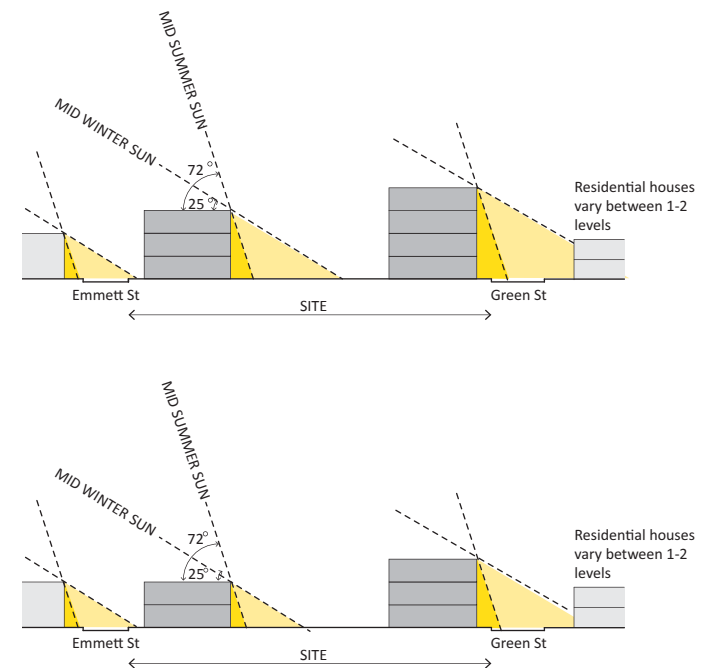 MID SUMMER SUN
MID WINTER SUN
72°
25°
Residential houses
vary between 1-2
levels
Emmett St
Green St
SITE
MID SUMMER SUN
MID WINTER SUN
72°
25°
Residential houses
vary between 1-2
levels
Emmett St
Green St
SITE